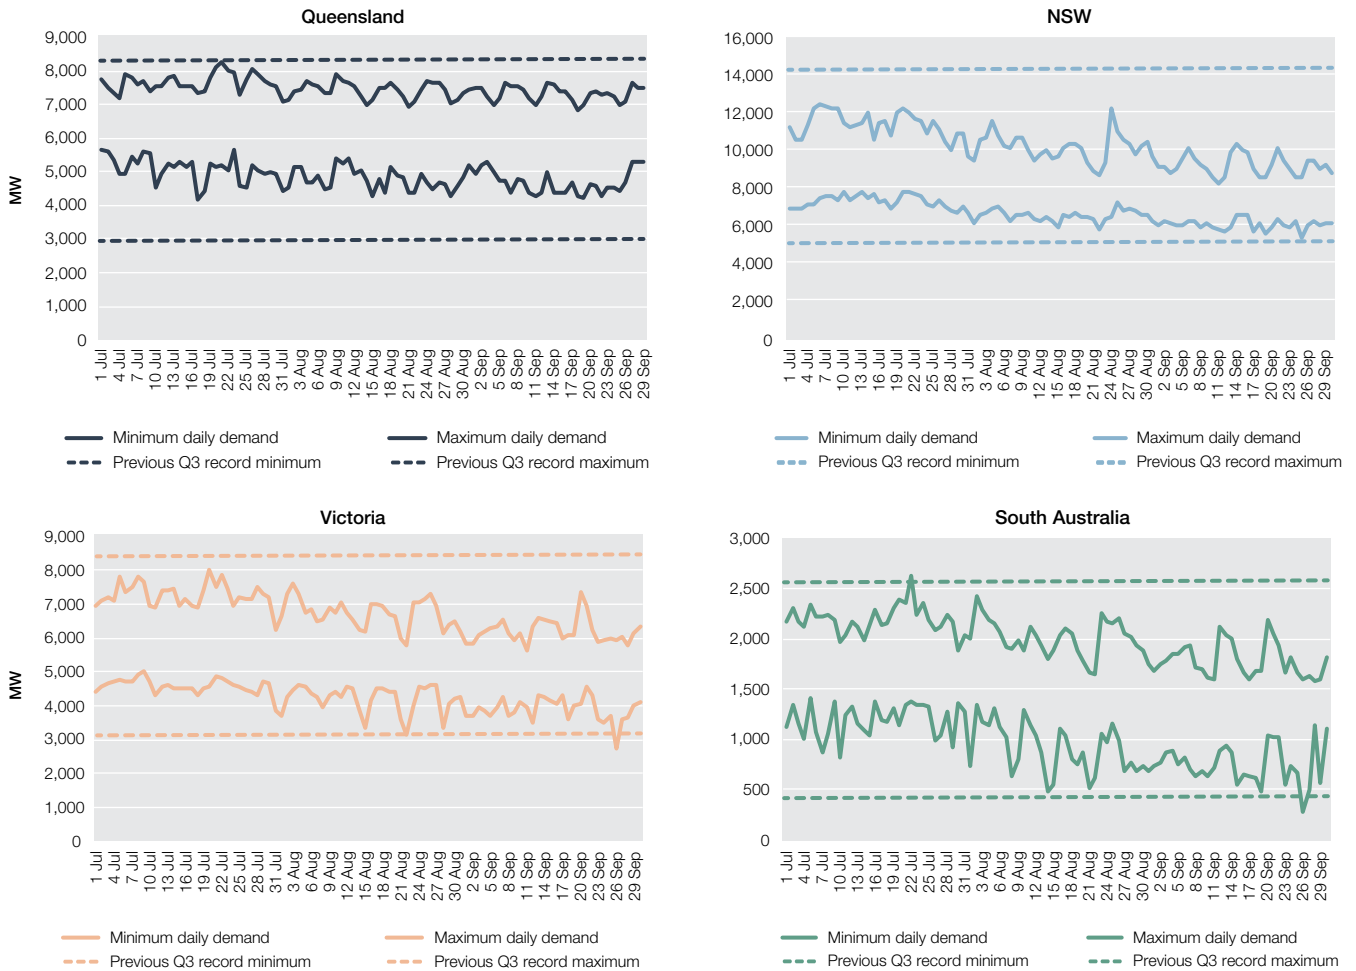 Queensland
9,000
8,000
7,000
6,000
5,000
4,000
3,000
2,000
1,000
0
MW
1 Jul
4 Jul
7 Jul
10 Jul
13 Jul
16 Jul
19 Jul
22 Jul
25 Jul
28 Jul
31 Jul
3 Aug
6 Aug
9 Aug
12 Aug
15 Aug
18 Aug
21 Aug
24 Aug
27 Aug
30 Aug
2 Sep
5 Sep
8 Sep
11 Sep
14 Sep
17 Sep
20 Sep
23 Sep
26 Sep
29 Sep
Minimum daily demand
Maximum daily demand
Previous Q3 record minimum
Previous Q3 record maximum
NSW
16,000
14,000
12,000
10,000
8,000
6,000
4,000
2,000
0
1 Jul
4 Jul
7 Jul
10 Jul
13 Jul
16 Jul
19 Jul
22 Jul
25 Jul
28 Jul
31 Jul
3 Aug
6 Aug
9 Aug
12 Aug
15 Aug
18 Aug
21 Aug
24 Aug
27 Aug
30 Aug
2 Sep
5 Sep
8 Sep
11 Sep
14 Sep
17 Sep
20 Sep
23 Sep
26 Sep
29 Sep
Minimum daily demand
Maximum daily demand
Previous Q3 record minimum
Previous Q3 record maximum
Victoria
9,000
8,000
7,000
6,000
5,000
4,000
3,000
2,000
1,000
0
MW
1 Jul
4 Jul
7 Jul
10 Jul
13 Jul
16 Jul
19 Jul
22 Jul
25 Jul
28 Jul
31 Jul
3 Aug
6 Aug
9 Aug
12 Aug
15 Aug
18 Aug
21 Aug
24 Aug
27 Aug
30 Aug
2 Sep
5 Sep
8 Sep
11 Sep
14 Sep
17 Sep
20 Sep
23 Sep
26 Sep
29 Sep
Minimum daily demand
Maximum daily demand
Previous Q3 record minimum
Previous Q3 record maximum
South Australia
3,000
2,500
2,000
1,500
1,000
500
0
1 Jul
4 Jul
7 Jul
10 Jul
13 Jul
16 Jul
19 Jul
22 Jul
25 Jul
28 Jul
31 Jul
3 Aug
6 Aug
9 Aug
12 Aug
15 Aug
18 Aug
21 Aug
24 Aug
27 Aug
30 Aug
2 Sep
5 Sep
8 Sep
11 Sep
14 Sep
17 Sep
20 Sep
23 Sep
26 Sep
29 Sep
Minimum daily demand
Maximum daily demand
Previous Q3 record minimum
Previous Q3 record maximum